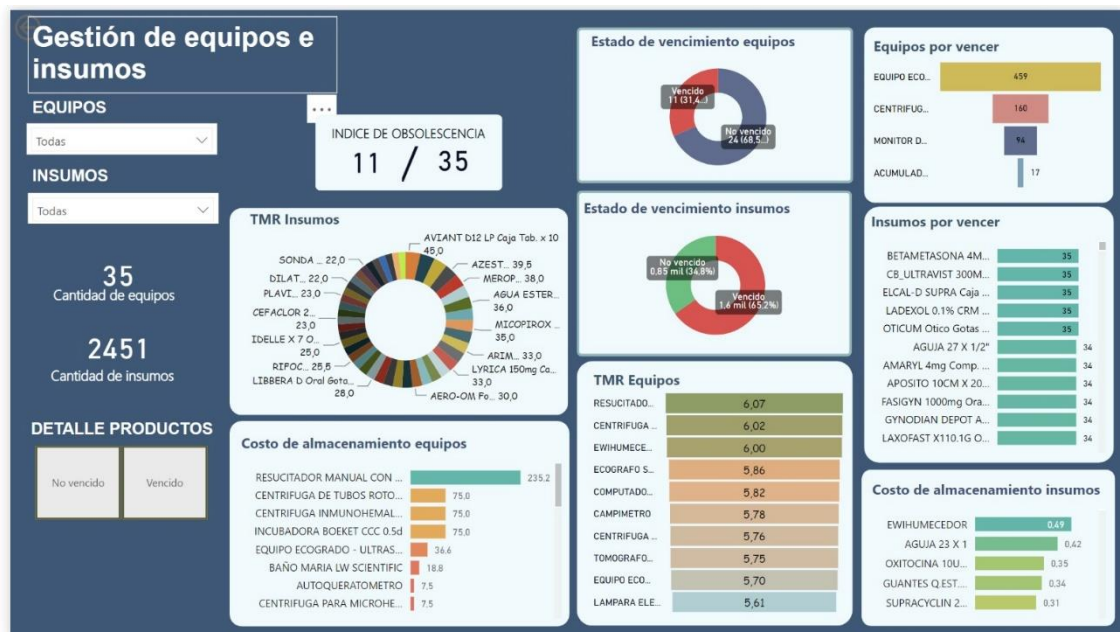 Gestión de equipos e
insumos
EQUIPOS
Todas
INSUMOS
Todas
35
Cantidad de equipos
2451
Cantidad de insumos
DETALLE PRODUCTOS
No vencido
Vencido
...
INDICE DE OBSOLESCENCIA
11 / 35
TMR Insumos
AVIANT D12 LP Caja Tab. x 10
45,0
AZEST... 39,5
MEROP... 38,0
AGUA ESTER...
36,0
MICOPIROX ...
35,0
ARIM... 33,0
LYRICA 150mg Ca...
33,0
AERO-OM Fo... 30,0
LIBBERA D Oral Gota...
28,0
RIFOC... 25,5
IDELLE X 7 O...
25,0
CEFACLOR 2...
23,0
PLAVI... 23,0
DILAT... 22,0
SONDA ... 22,0
Costo de almacenamiento equipos
RESUCITADOR MANUAL CON ... 235,2
CENTRIFUGA DE TUBOS ROTO... 75,0
CENTRIFUGA INMUNOHEMAL... 75,0
INCUBADORA BOEKET CCC 0.5d 75,0
EQUIPO ECOGRADO - ULTRAS... 36,6
BAÑO MARIA LW SCIENTIFIC 18,8
AUTOQUERATOMETRO 7,5
CENTRIFUGA PARA MICROHE... 7,5
Estado de vencimiento equipos
Vencido
11 (31,4...)
No vencido
24 (68,5...)
Estado de vencimiento insumos
No vencido
0,85 mil (34,8%)
Vencido
1,6 mil (65,2%)
TMR Equipos
RESUCITADO... 6,07
CENTRIFUGA ... 6,02
EWIHUMECE... 6,00
ECOGRAFO S... 5,86
COMPUTADO... 5,82
CAMPIMETRO 5,78
CENTRIFUGA ... 5,76
TOMOGRAFO... 5,75
EQUIPO ECO... 5,70
LAMPARA ELE... 5,61
Equipos por vencer
EQUIPO ECO... 459
CENTRIFUG... 160
MONITOR D... 94
ACUMULAD... 17
Insumos por vencer
BETAMETASONA 4M... 35
CB_ULTRAVIST 300M... 35
ELCAL-D SUPRA Caja ... 35
LADEXOL 0.1% CRM ... 35
OTICUM Otico Gotas ... 35
AGUJA 27 X 1/2" 34
AMARYL 4mg Comp. ... 34
APOSITO 10CM X 20... 34
FASIGYN 1000mg Ora... 34
GYNODIAN DEPOT A... 34
LAXOFAST X110.1G O... 34
Costo de almacenamiento insumos
EWIHUMECEDOR 0,49
AGUJA 23 X 1 0,42
OXITOCINA 10U... 0,35
GUANTES Q.EST... 0,34
SUPRACYCLIN 2... 0,31